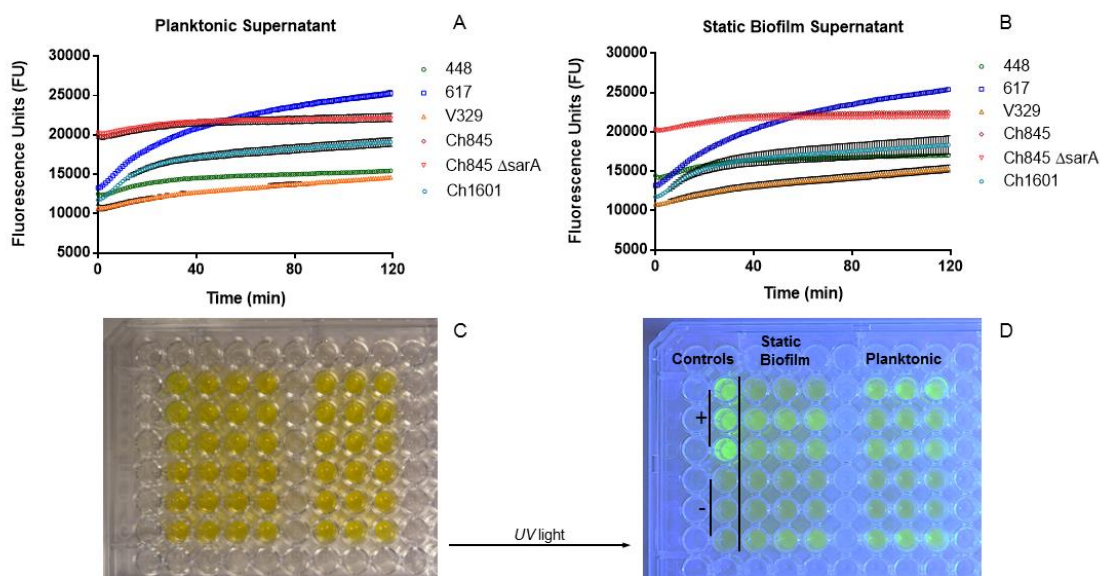 Planktonic Supernatant
A
Fluorescence Units (FU)
30000
25000
20000
15000
10000
5000
0
40
80
120
Time (min)
448
617
V329
Ch845
Ch845 ΔsarA
Ch1601
Static Biofilm Supernatant
B
Fluorescence Units (FU)
30000
25000
20000
15000
10000
5000
0
40
80
120
Time (min)
448
617
V329
Ch845
Ch845 ΔsarA
Ch1601
C
UV light
D
Controls
Static
Biofilm
Planktonic
+
-